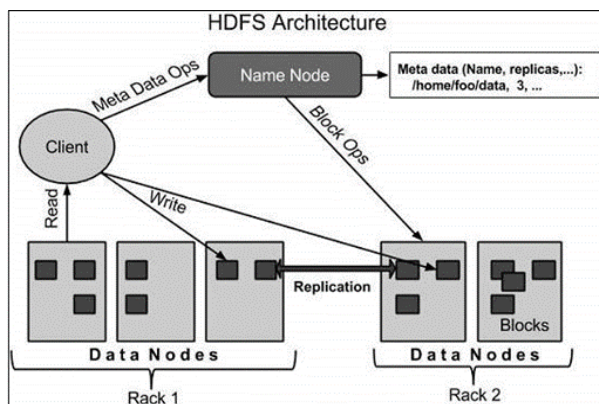 HDFS Architecture
Meta Data Ops
Name Node
Meta data (Name, replicas,...):
/home/foo/data, 3, ...
Client
Block Ops
Read
Write
Replication
Blocks
Data Nodes
Data Nodes
Rack 1
Rack 2